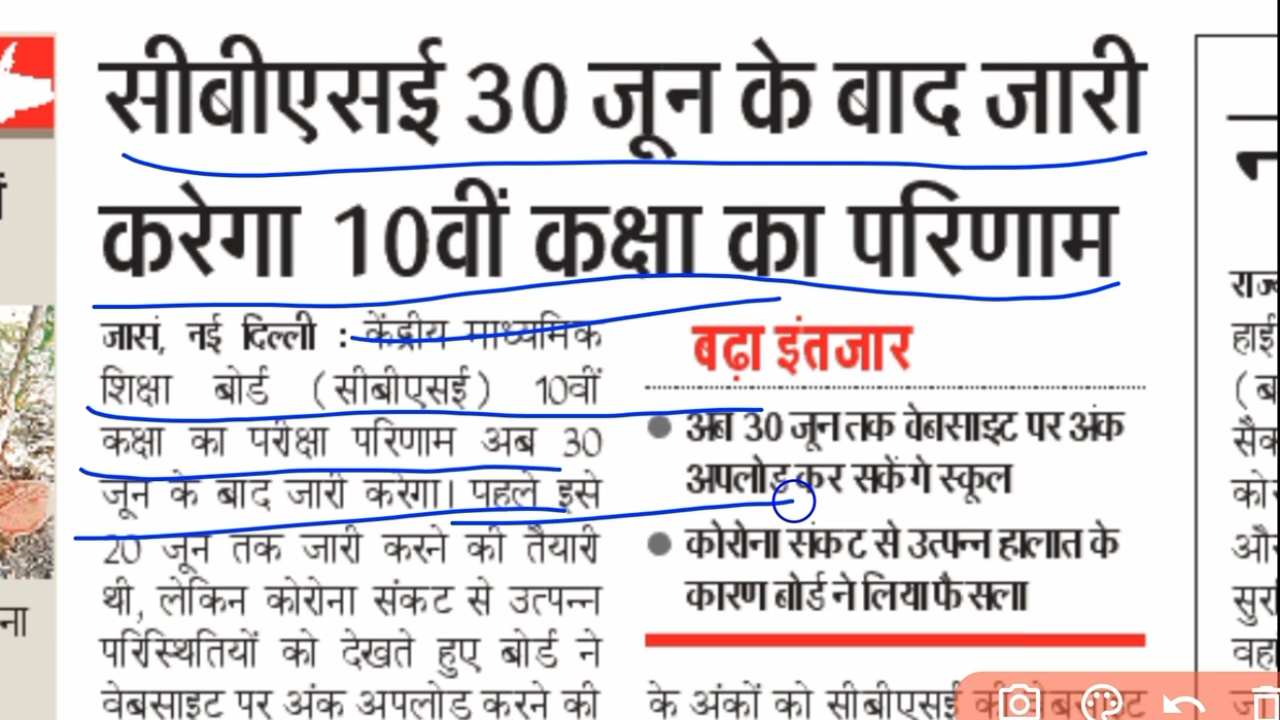 सीबीएसई 30 जून के बाद जारी
करेगा 10वीं कक्षा का परिणाम
जासं, नई दिल्ली : केंद्रीय माध्यमिक
शिक्षा बोर्ड (सीबीएसई) 10वीं
कक्षा का परीक्षा परिणाम अब 30
जून के बाद जारी करेगा। पहले इसे
20 जून तक जारी करने की तैयारी
थी, लेकिन कोरोना संकट से उत्पन्न
परिस्थितियों को देखते हुए बोर्ड ने
वेबसाइट पर अंक अपलोड करने की
बढ़ा इंतजार
अब 30 जून तक वेबसाइट पर अंक
अपलोड कर सकेंगे स्कूल
कोरोना संकट से उत्पन्न हालात के
कारण बोर्ड ने लिया फैसला
के अंकों को सीबीएसई की वेबसाइट
ना
हाई